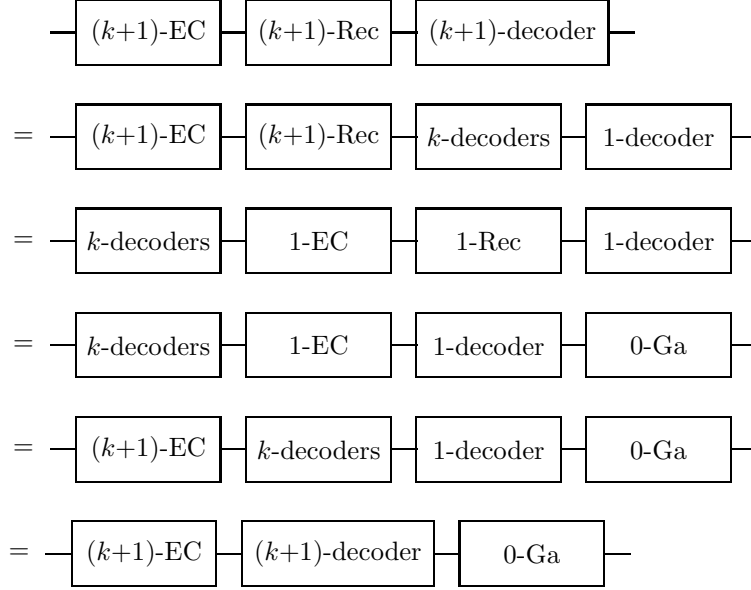 (k+1)-EC (k+1)-Rec (k+1)-decoder
= (k+1)-EC (k+1)-Rec k-decoders 1-decoder
= k-decoders 1-EC 1-Rec 1-decoder
= k-decoders 1-EC 1-decoder 0-Ga
= (k+1)-EC k-decoders 1-decoder 0-Ga
= (k+1)-EC (k+1)-decoder 0-Ga